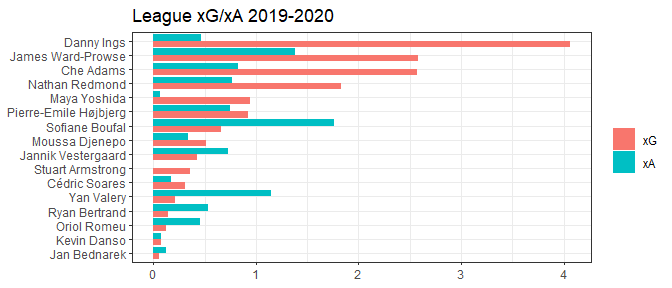 League xG/xA 2019-2020
Danny Ings
James Ward-Prowse
Che Adams
Nathan Redmond
Maya Yoshida
Pierre-Emile Højbjerg
Sofiane Boufal
Moussa Djenepo
Jannik Vestergaard
Stuart Armstrong
Cédric Soares
Yan Valery
Ryan Bertrand
Oriol Romeu
Kevin Danso
Jan Bednarek
0 1 2 3 4
xG
xA